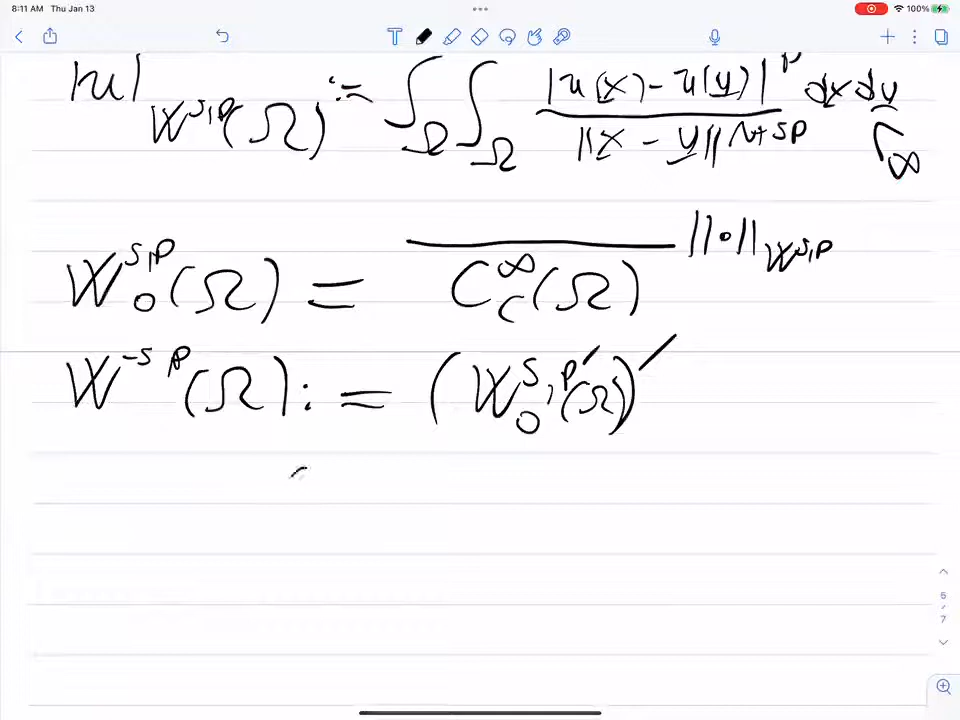 8:11 AM Thu Jan 13
100%
|u|_{W^{s,p}(Ω)} := ∫_Ω ∫_Ω |u(x) - u(y)|^p / ||x - y||^{N+sp} dx dy < ∞
W_0^{s,p}(Ω) = \overline{C_c^∞(Ω)}^{||·||_{W^{s,p}}}
W^{-s,p}(Ω) := (W_0^{s,p'}(Ω))'
5
/
7